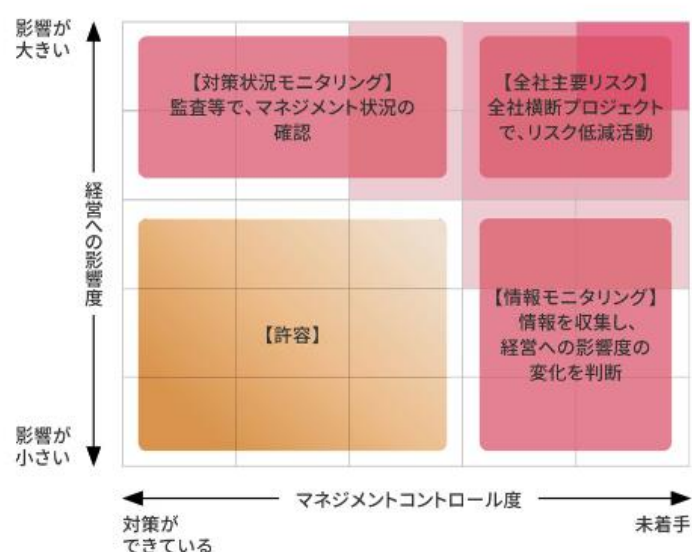 影響が
大きい
【対策状況モニタリング】
監査等で、マネジメント状況の
確認
【全社主要リスク】
全社横断プロジェクト
で、リスク低減活動
経営への影響度
【許容】
【情報モニタリング】
情報を収集し、
経営への影響度の
変化を判断
影響が
小さい
マネジメントコントロール度
対策が
できている
未着手